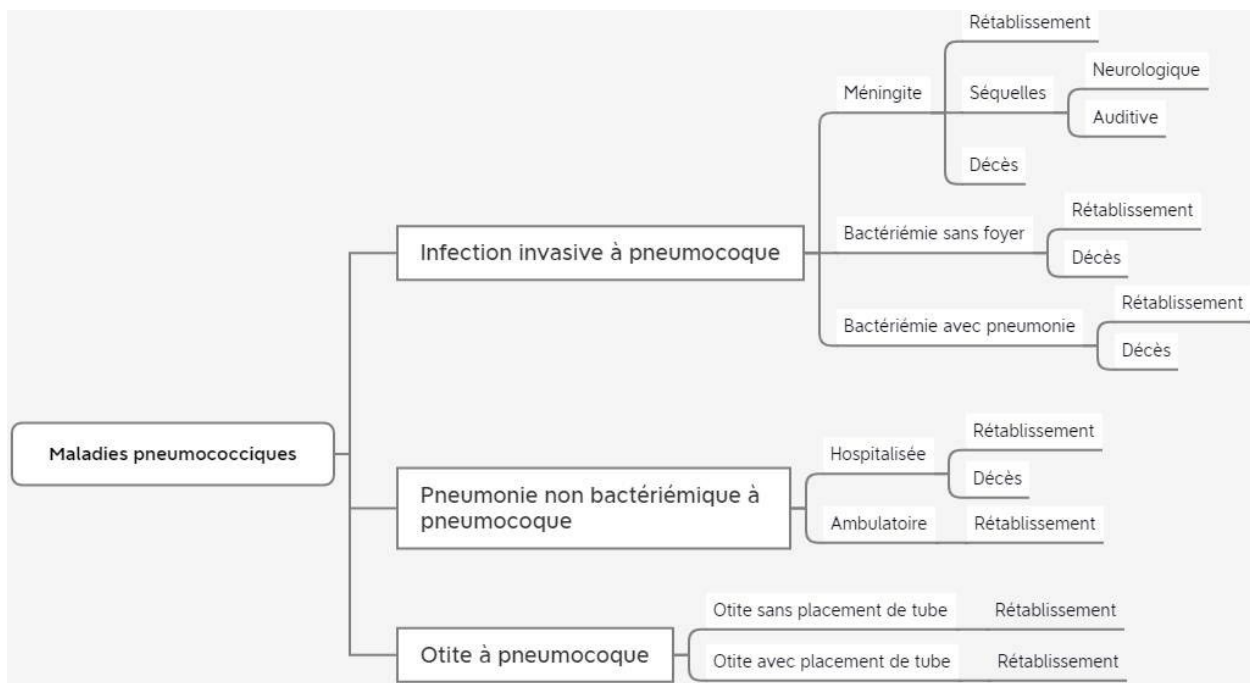 Rétablissement
Neurologique
Méningite
Séquelles
Auditive
Décès
Rétablissement
Bactériémie sans foyer
Infection invasive à pneumocoque
Décès
Rétablissement
Bactériémie avec pneumonie
Décès
Maladies pneumococciques
Rétablissement
Hospitalisée
Décès
Pneumonie non bactériémique à
pneumocoque
Ambulatoire
Rétablissement
Otite sans placement de tube
Rétablissement
Otite à pneumocoque
Otite avec placement de tube
Rétablissement